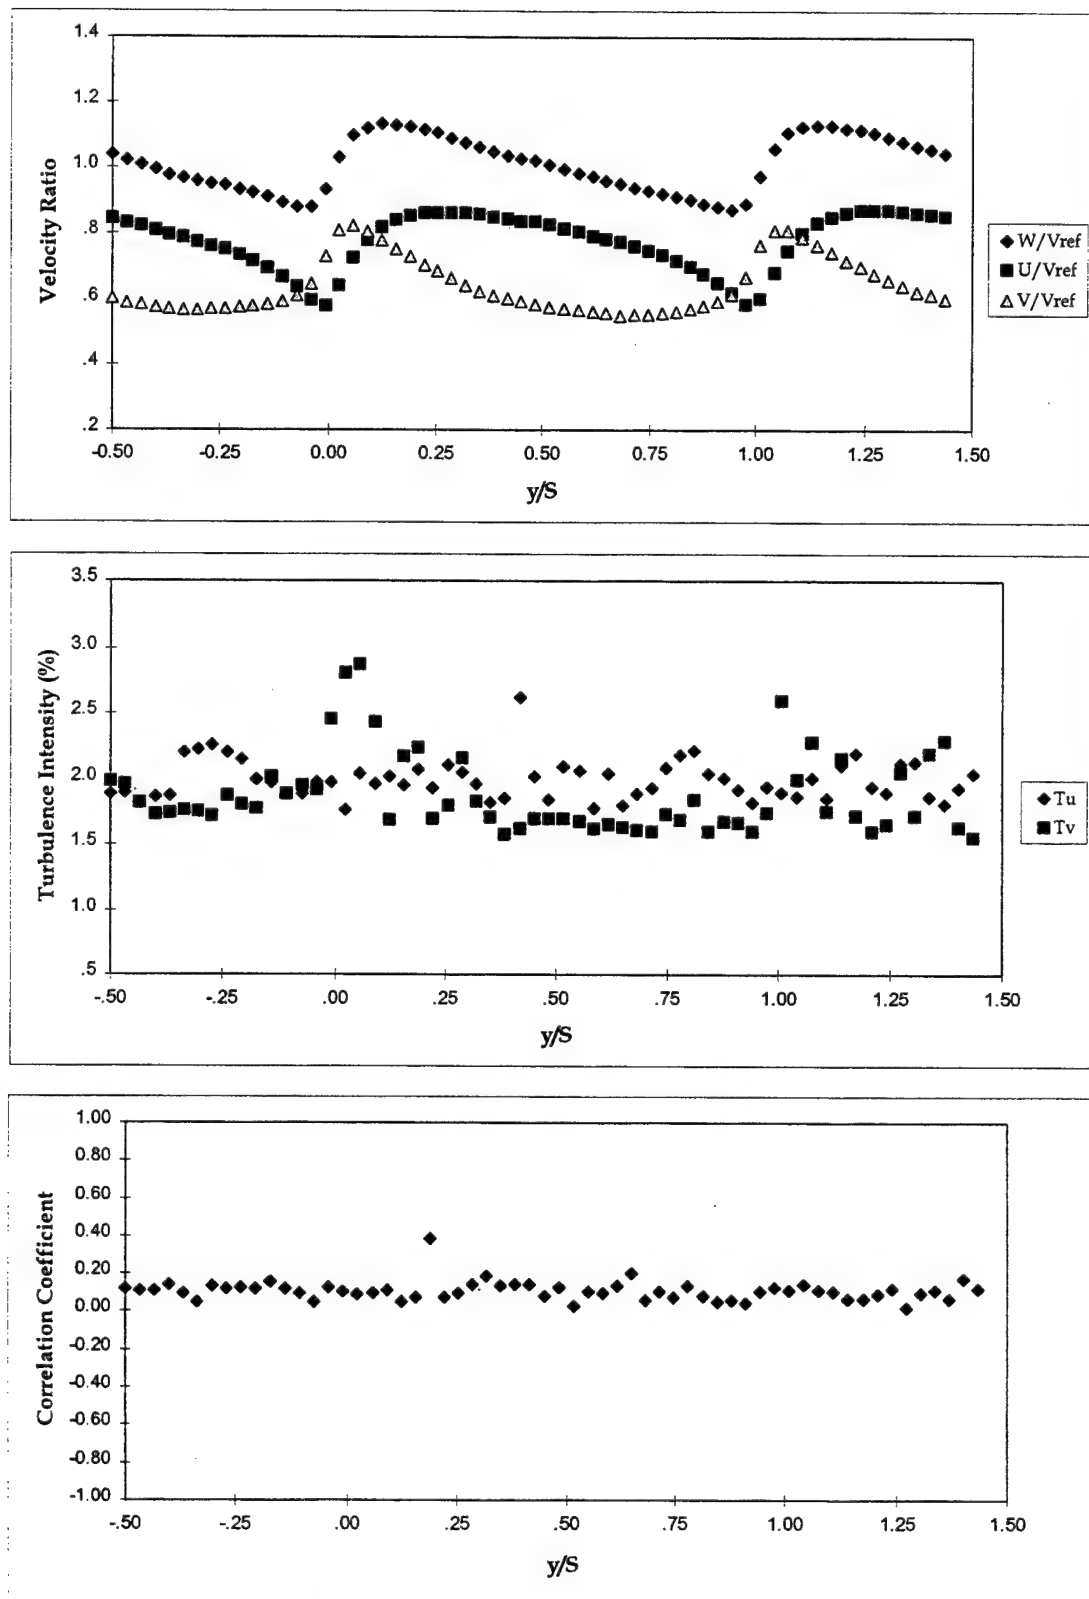 1.4
1.2
1.0
.8
.6
.4
.2
Velocity Ratio
-0.50 -0.25 0.00 0.25 0.50 0.75 1.00 1.25 1.50
y/S
W/Vref
U/Vref
V/Vref
3.5
3.0
2.5
2.0
1.5
1.0
.5
Turbulence Intensity (%)
-.50 -.25 .00 .25 .50 .75 1.00 1.25 1.50
y/S
Tu
Tv
1.00
0.80
0.60
0.40
0.20
0.00
-0.20
-0.40
-0.60
-0.80
-1.00
Correlation Coefficient
-.50 -.25 .00 .25 .50 .75 1.00 1.25 1.50
y/S